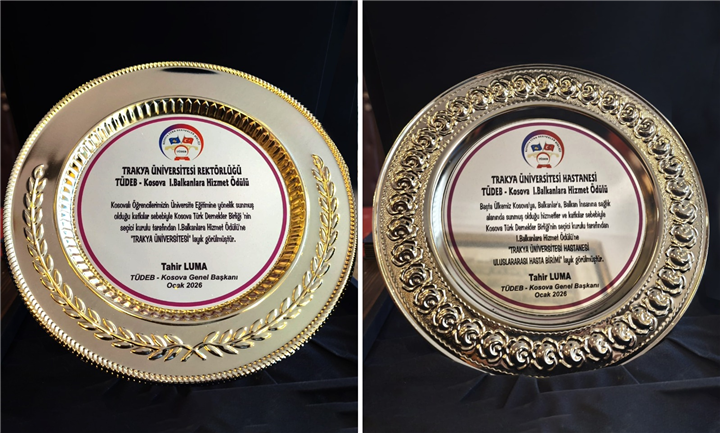 TRAKYA ÜNİVERSİTESİ REKTÖRLÜĞÜ
TÜDEB - Kosova I.Balkanlara Hizmet Ödülü
Kosovalı Öğrencilerimizin Üniversite Eğitimine yönelik sunmuş
olduğu katkılar sebebiyle Kosova Türk Dernekler Birliği'nin
seçici kurulu tarafından I.Balkanlara Hizmet Ödülü'ne
"TRAKYA ÜNİVERSİTESİ" layık görülmüştür.
Tahir LUMA
TÜDEB - Kosova Genel Başkanı
Ocak 2026
TRAKYA ÜNİVERSİTESİ HASTANESİ
TÜDEB - Kosova I.Balkanlara Hizmet Ödülü
Başta Ülkemiz Kosova'ya, Balkanlar'a, Balkan İnsanına sağlık
alanında sunmuş olduğu hizmetler ve katkılar sebebiyle
Kosova Türk Dernekler Birliği'nin seçici kurulu tarafından
I.Balkanlara Hizmet Ödülü'ne
"TRAKYA ÜNİVERSİTESİ HASTANESİ
ULUSLARARASI HASTA BİRİMİ" layık görülmüştür.
Tahir LUMA
TÜDEB - Kosova Genel Başkanı
Ocak 2026